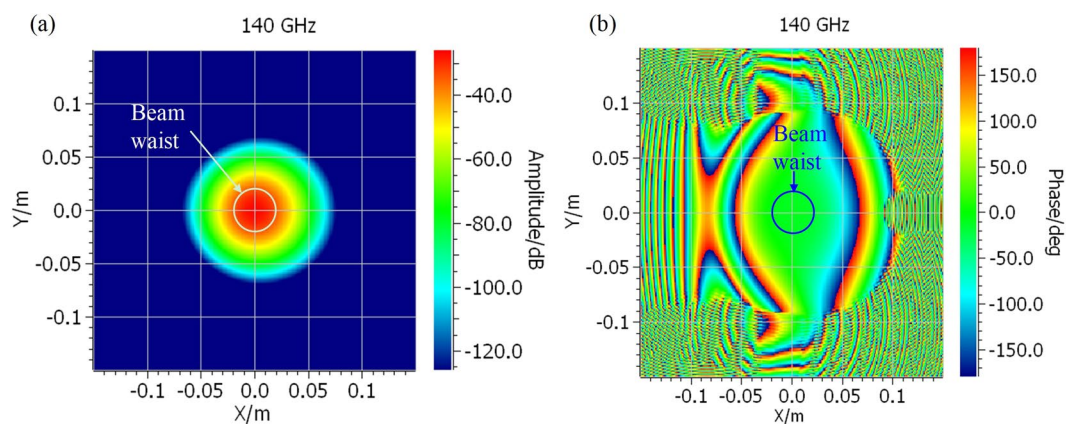 (a)
140 GHz
Beam
waist
0.1
0.05
0.0
-0.05
-0.1
Y/m
-0.1
-0.05
0.0
0.05
0.1
X/m
-40.0
-60.0
-80.0
-100.0
-120.0
Amplitude/dB
(b)
140 GHz
Beam
waist
0.1
0.05
0.0
-0.05
-0.1
Y/m
-0.1
-0.05
0.0
0.05
0.1
X/m
150.0
100.0
50.0
0.0
-50.0
-100.0
-150.0
Phase/deg